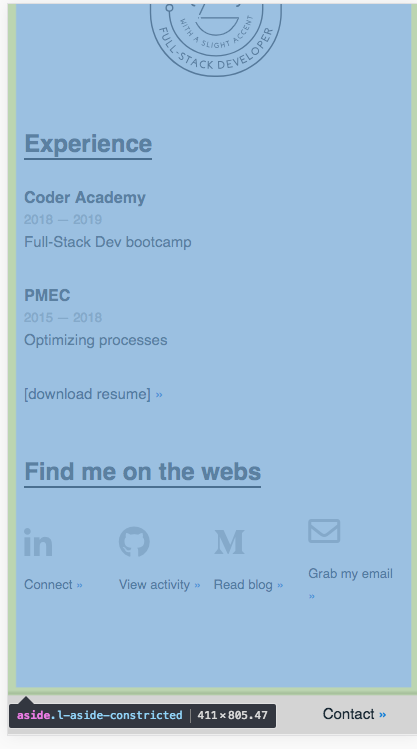 WITH A SLIGHT ACCENT
FULL-STACK DEVELOPER
Experience
Coder Academy
2018 — 2019
Full-Stack Dev bootcamp
PMEC
2015 — 2018
Optimizing processes
[download resume] »
Find me on the webs
in M
Connect » View activity » Read blog » Grab my email »
aside.l-aside-constricted | 411×805.47
Contact »